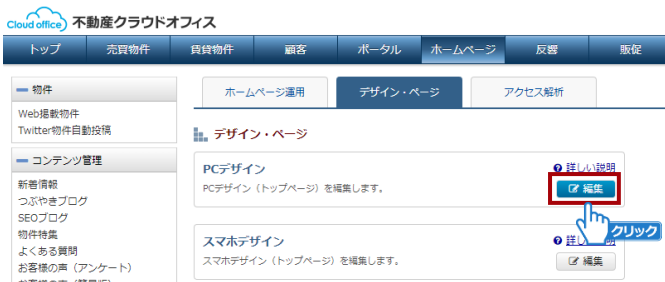 Cloud office 不動産クラウドオフィス
トップ 売買物件 賃貸物件 顧客 ポータル ホームページ 反響 販促
物件
Web掲載物件
Twitter物件自動投稿
コンテンツ管理
新着情報
つぶやきブログ
SEOブログ
物件特集
よくある質問
お客様の声（アンケート）
ホームページ運用 デザイン・ページ アクセス解析
デザイン・ページ
PCデザイン 詳しい説明
PCデザイン（トップページ）を編集します。 編集
クリック
スマホデザイン
スマホデザイン（トップページ）を編集します。 編集